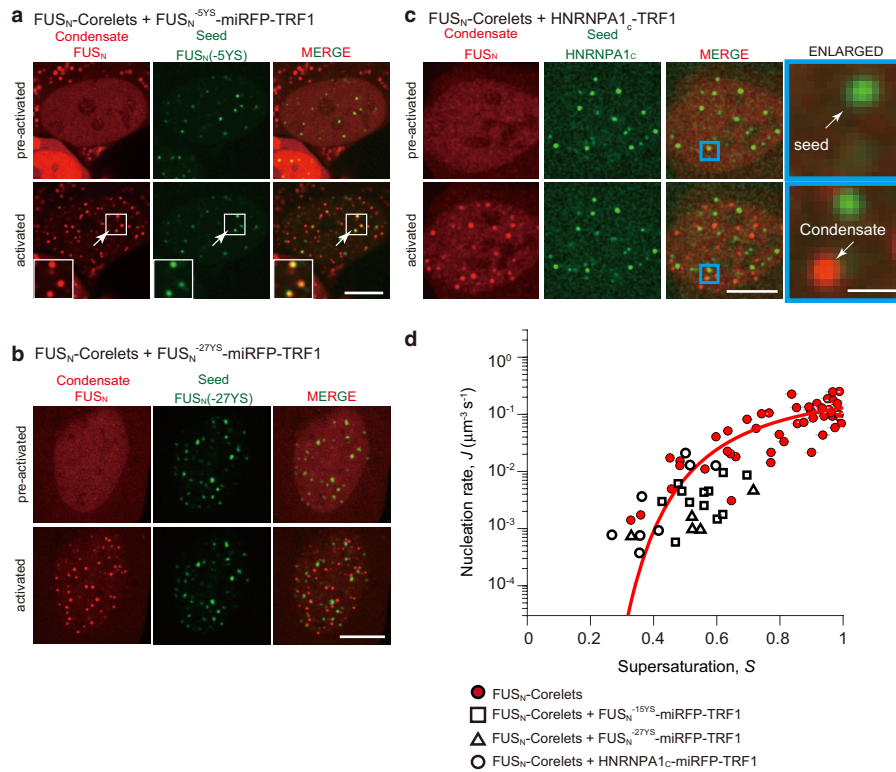 a FUSN-Corelets + FUSN-5YS-miRFP-TRF1
Condensate Seed
FUSN FUSN(-5YS) MERGE
pre-activated
activated
b FUSN-Corelets + FUSN-27YS-miRFP-TRF1
Condensate Seed
FUSN FUSN(-27YS) MERGE
pre-activated
activated
c FUSN-Corelets + HNRNPA1c-TRF1
Condensate Seed
FUSN HNRNPA1c MERGE ENLARGED
pre-activated
seed
activated
Condensate
d
Nucleation rate, J (μm-3 s-1)
100
10-1
10-2
10-3
10-4
0 0.2 0.4 0.6 0.8 1
Supersaturation, S
FUSN-Corelets
FUSN-Corelets + FUSN-15YS-miRFP-TRF1
FUSN-Corelets + FUSN-27YS-miRFP-TRF1
FUSN-Corelets + HNRNPA1c-miRFP-TRF1